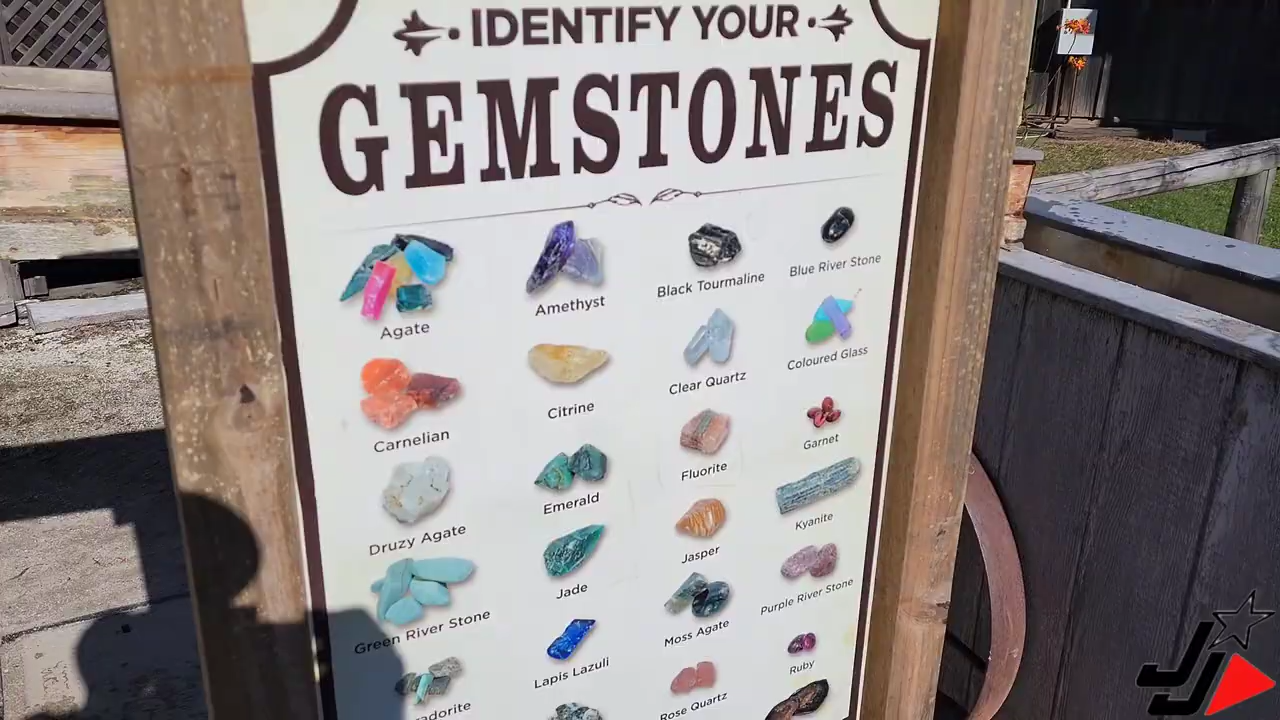 IDENTIFY YOUR
GEMSTONES
Agate
Amethyst
Black Tourmaline
Blue River Stone
Carnelian
Citrine
Clear Quartz
Coloured Glass
Druzy Agate
Emerald
Fluorite
Garnet
Green River Stone
Jade
Jasper
Kyanite
Lapis Lazuli
Moss Agate
Purple River Stone
Rose Quartz
Ruby
JJ